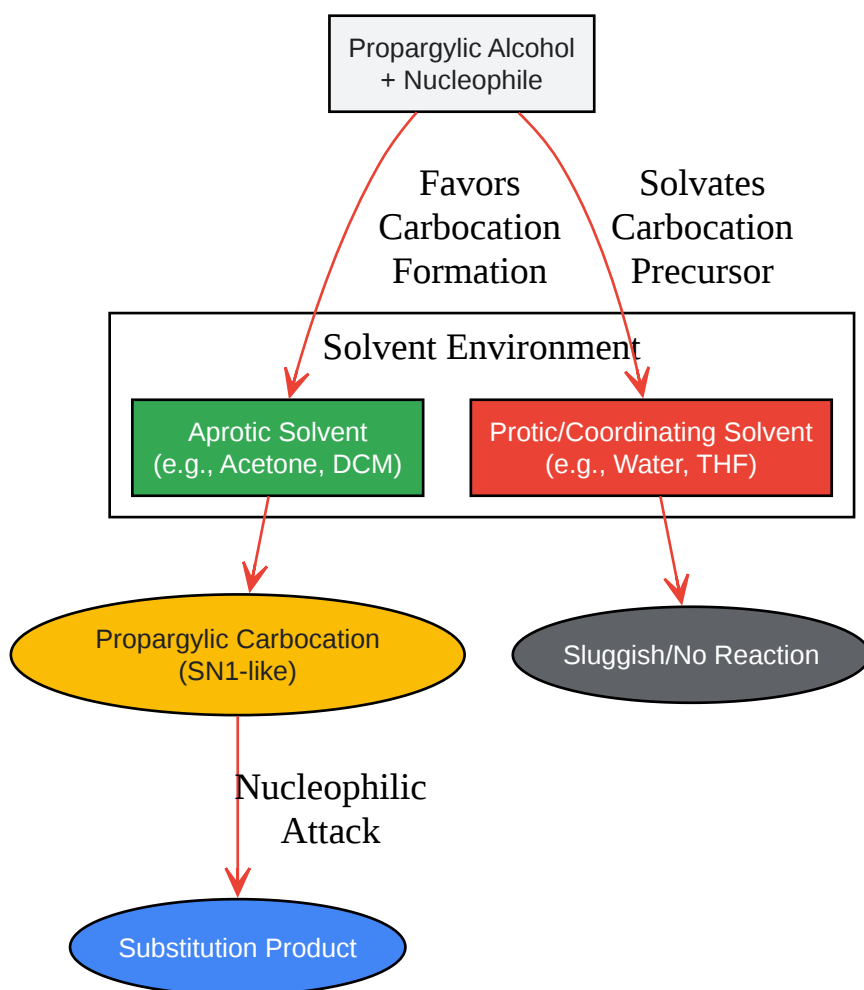 Propargylic Alcohol
+ Nucleophile
Favors
Carbocation
Formation
Solvates
Carbocation
Precursor
Solvent Environment
Aprotic Solvent
(e.g., Acetone, DCM)
Protic/Coordinating Solvent
(e.g., Water, THF)
Propargylic Carbocation
(SN1-like)
Sluggish/No Reaction
Nucleophilic
Attack
Substitution Product